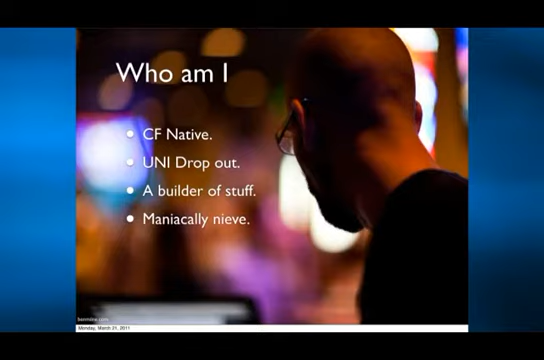 Who am I
• CF Native.
• UNI Drop out.
• A builder of stuff.
• Maniacally nieve.
Monday, March 21, 2011